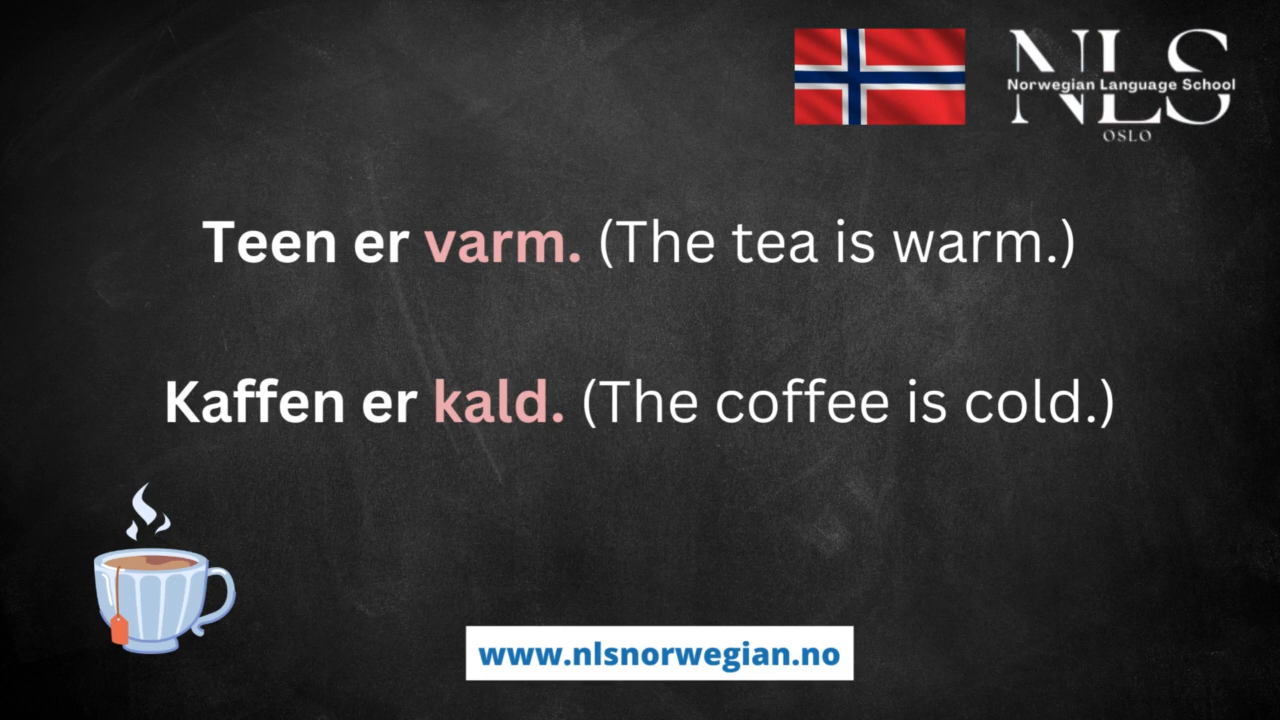 NLS
Norwegian Language School
OSLO
Teen er varm. (The tea is warm.)
Kaffen er kald. (The coffee is cold.)
www.nlsnorwegian.no